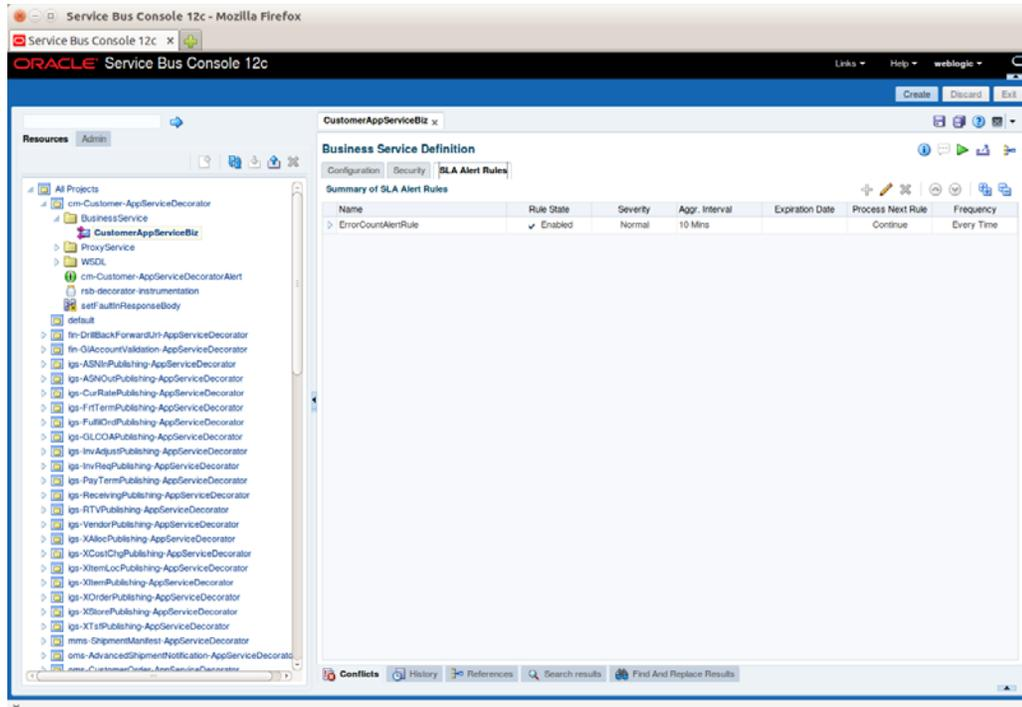 Service Bus Console 12c - Mozilla Firefox
Service Bus Console 12c
ORACLE Service Bus Console 12c
Links Help weblogic
Create Discard Exit
Resources Admin
All Projects
cm-Customer-AppServiceDecorator
BusinessService
CustomerAppServiceBiz
ProxyService
WSDL
cm-Customer-AppServiceDecoratorAlert
rsb-decorator-instrumentation
setFaultInResponseBody
default
fin-DrillBackForwardUrl-AppServiceDecorator
fin-GlAccountValidation-AppServiceDecorator
igs-ASNInPublishing-AppServiceDecorator
igs-ASNOutPublishing-AppServiceDecorator
igs-CurRatePublishing-AppServiceDecorator
igs-FrtTermPublishing-AppServiceDecorator
igs-FulfilOrdPublishing-AppServiceDecorator
igs-GLCOAPublishing-AppServiceDecorator
igs-InvAdjustPublishing-AppServiceDecorator
igs-InvReqPublishing-AppServiceDecorator
igs-PayTermPublishing-AppServiceDecorator
igs-ReceivingPublishing-AppServiceDecorator
igs-RTVPublishing-AppServiceDecorator
igs-VendorPublishing-AppServiceDecorator
igs-XAllocPublishing-AppServiceDecorator
igs-XCostChgPublishing-AppServiceDecorator
igs-XItemLocPublishing-AppServiceDecorator
igs-XItemPublishing-AppServiceDecorator
igs-XOrderPublishing-AppServiceDecorator
igs-XStorePublishing-AppServiceDecorator
igs-XTsfPublishing-AppServiceDecorator
mms-ShipmentManifest-AppServiceDecorator
oms-AdvancedShipmentNotification-AppServiceDecorato
oms-CustomerOrder-AppServiceDecorator
CustomerAppServiceBiz
Business Service Definition
Configuration Security SLA Alert Rules
Summary of SLA Alert Rules
Name Rule State Severity Aggr. Interval Expiration Date Process Next Rule Frequency
ErrorCountAlertRule Enabled Normal 10 Mins Continue Every Time
Conflicts History References Search results Find And Replace Results